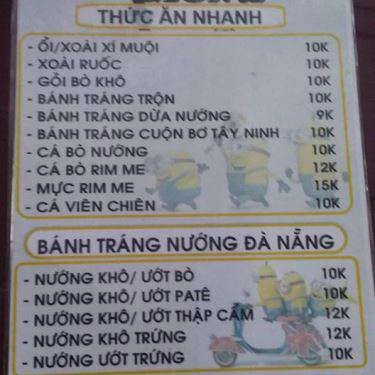 THỨC ĂN NHANH
- ỔI/XOÀI XÍ MUỘI 10K
- XOÀI RUỐC 10K
- GỎI BÒ KHÔ 10K
- BÁNH TRÁNG TRỘN 10K
- BÁNH TRÁNG DỪA NƯỚNG 9K
- BÁNH TRÁNG CUỘN BƠ TÂY NINH 10K
- CÁ BÒ NƯỚNG 10K
- CÁ BÒ RIM ME 12K
- MỰC RIM ME 15K
- CÁ VIÊN CHIÊN 10K
BÁNH TRÁNG NƯỚNG ĐÀ NẴNG
- NƯỚNG KHÔ/ ƯỚT BÒ 10K
- NƯỚNG KHÔ/ ƯỚT PATÊ 10K
- NƯỚNG KHÔ/ ƯỚT THẬP CẨM 12K
- NƯỚNG KHÔ TRỨNG 12K
- NƯỚNG ƯỚT TRỨNG 10K